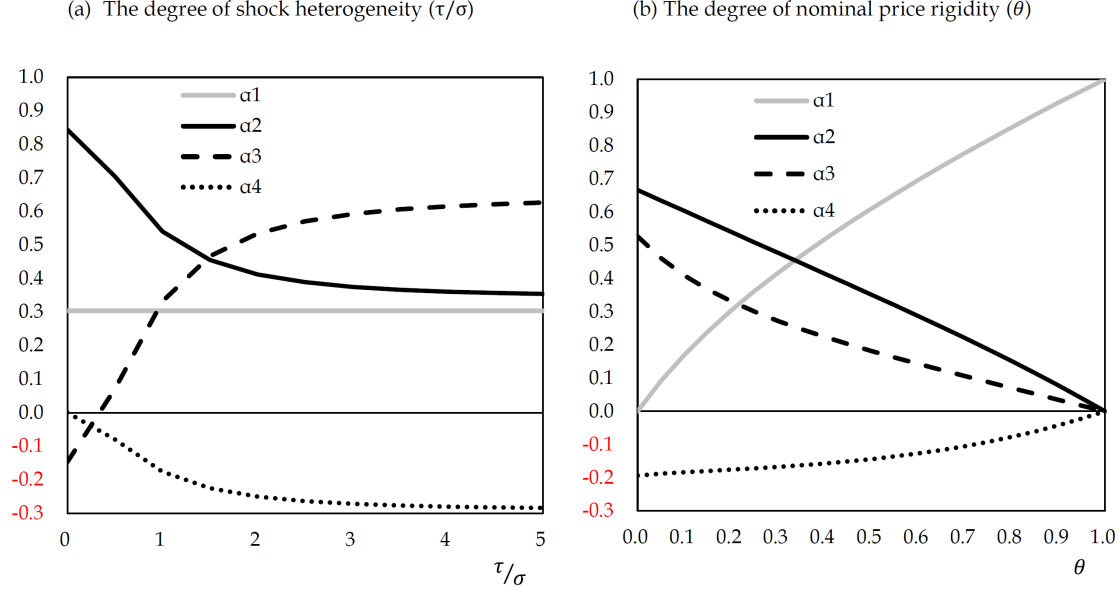 (a) The degree of shock heterogeneity (τ/σ)
1.0
0.9
0.8
0.7
0.6
0.5
0.4
0.3
0.2
0.1
0.0
-0.1
-0.2
-0.3
α1
α2
α3
α4
0 1 2 3 4 5
τ/σ
(b) The degree of nominal price rigidity (θ)
1.0
0.9
0.8
0.7
0.6
0.5
0.4
0.3
0.2
0.1
0.0
-0.1
-0.2
-0.3
α1
α2
α3
α4
0.0 0.1 0.2 0.3 0.4 0.5 0.6 0.7 0.8 0.9 1.0
θ